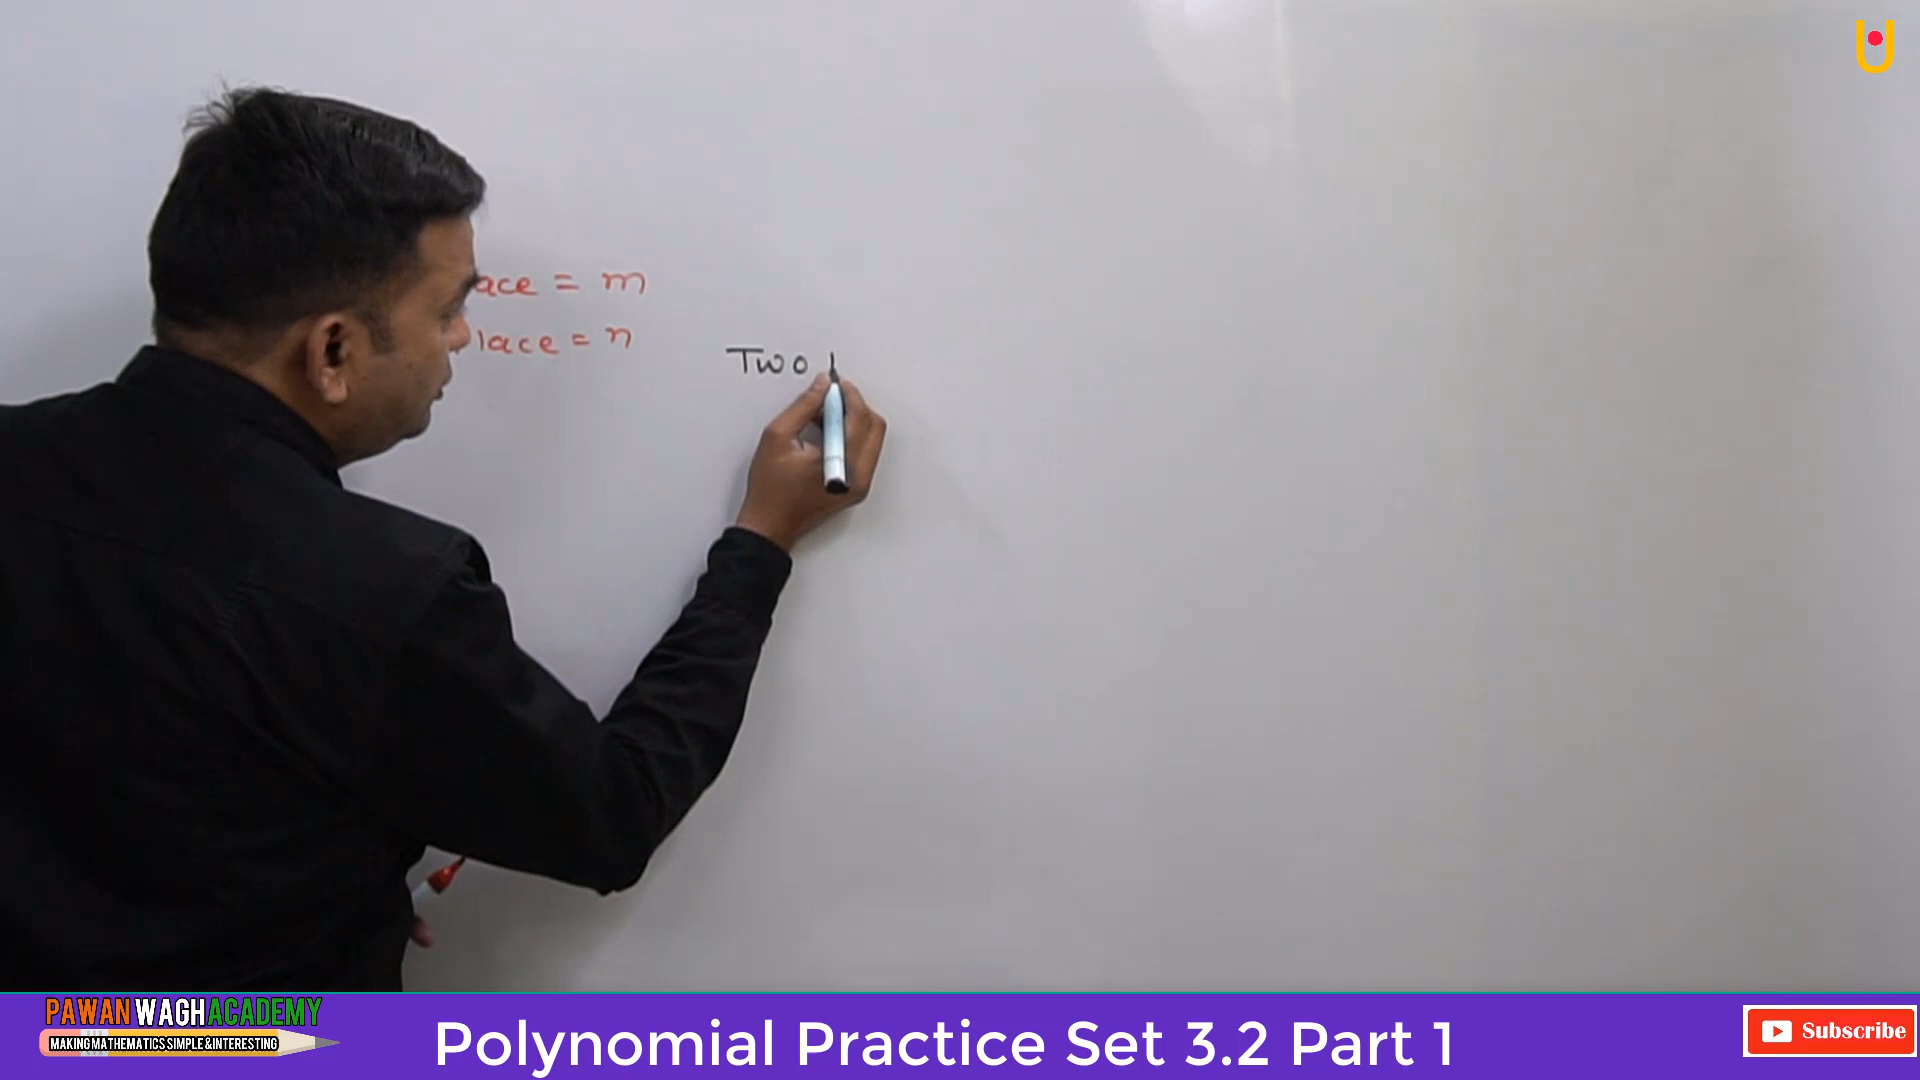 ace = m
lace = n
Two
PAWAN WAGH ACADEMY
MAKING MATHEMATICS SIMPLE & INTERESTING
Polynomial Practice Set 3.2 Part 1
Subscribe